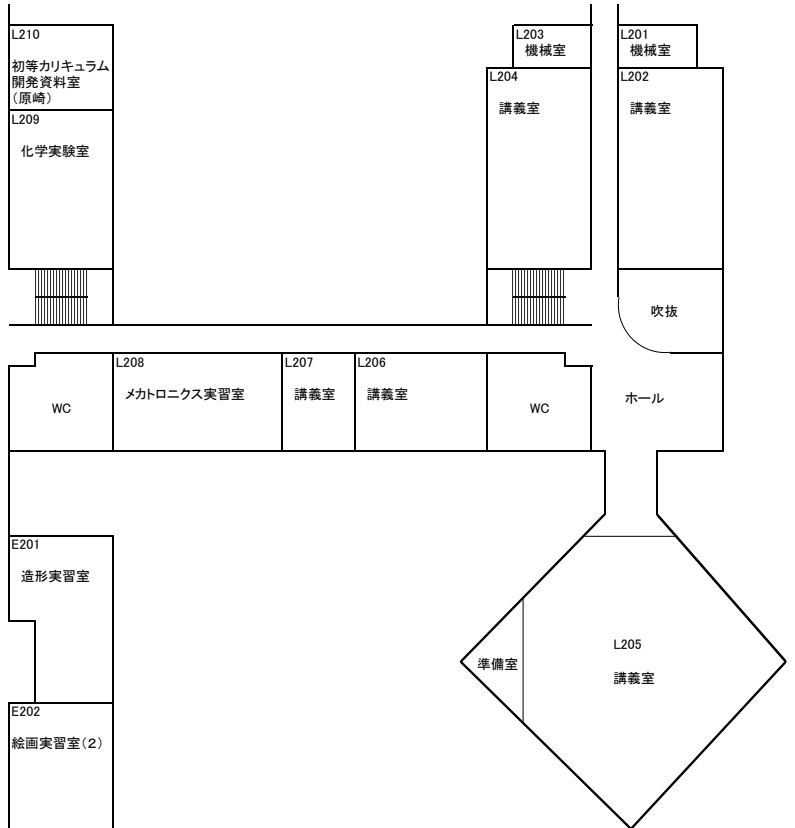 L210
初等カリキュラム
開発資料室
(原崎)
L209
化学実験室
L203
機械室
L204
講義室
L201
機械室
L202
講義室
吹抜
ホール
L208
メカトロニクス実習室
L207
講義室
L206
講義室
WC
WC
E201
造形実習室
E202
絵画実習室(2)
準備室
L205
講義室